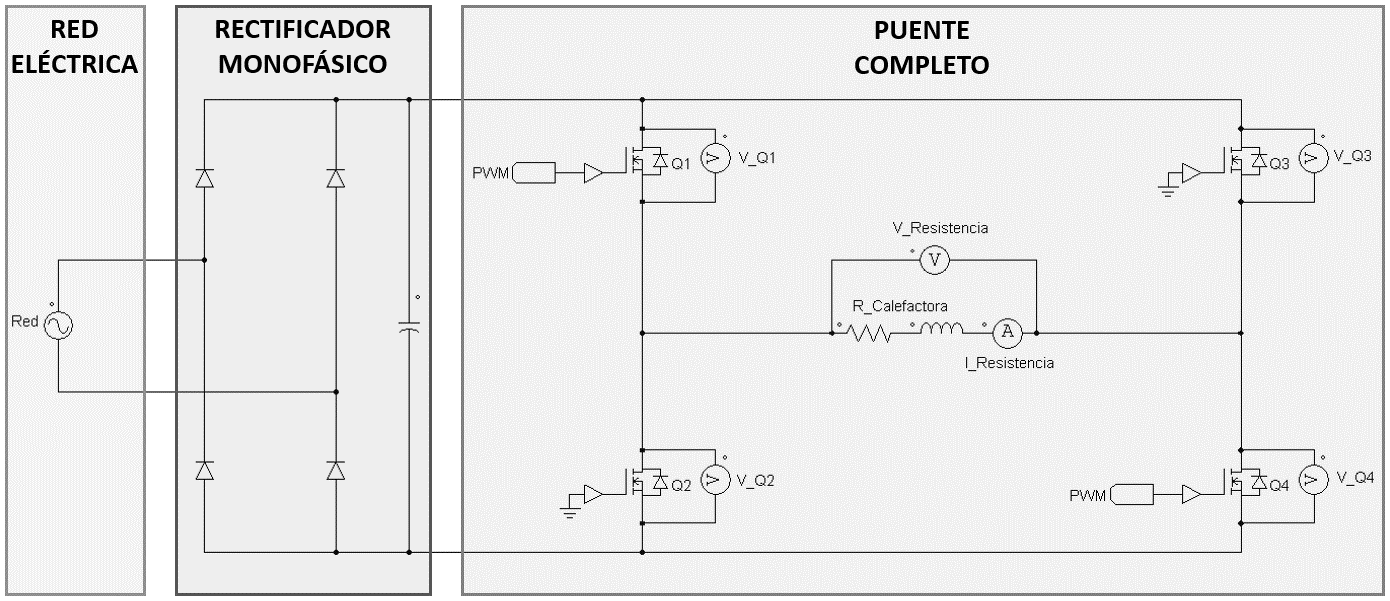 RED
ELÉCTRICA
RECTIFICADOR
MONOFÁSICO
PUENTE
COMPLETO
PWM
Q1
V
V_Q1
Q3
V
V_Q3
V_Resistencia
V
R_Calefactora
A
I_Resistencia
Red
Q2
V
V_Q2
PWM
Q4
V
V_Q4